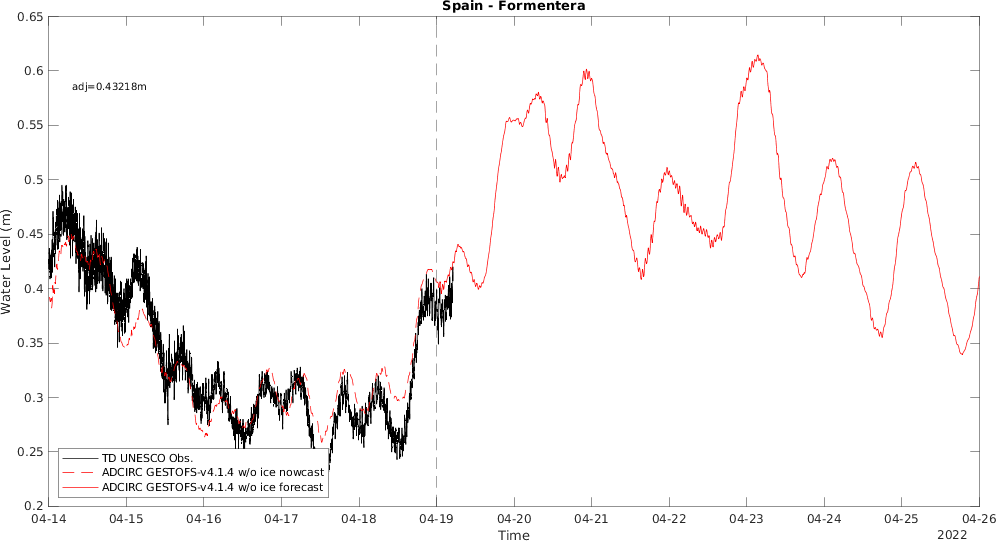 Spain - Formentera
0.65
0.6
0.55
0.5
0.45
0.4
0.35
0.3
0.25
0.2
Water Level (m)
adj=0.43218m
TD UNESCO Obs.
ADCIRC GESTOFS-v4.1.4 w/o ice nowcast
ADCIRC GESTOFS-v4.1.4 w/o ice forecast
04-14 04-15 04-16 04-17 04-18 04-19 04-20 04-21 04-22 04-23 04-24 04-25 04-26
Time
2022